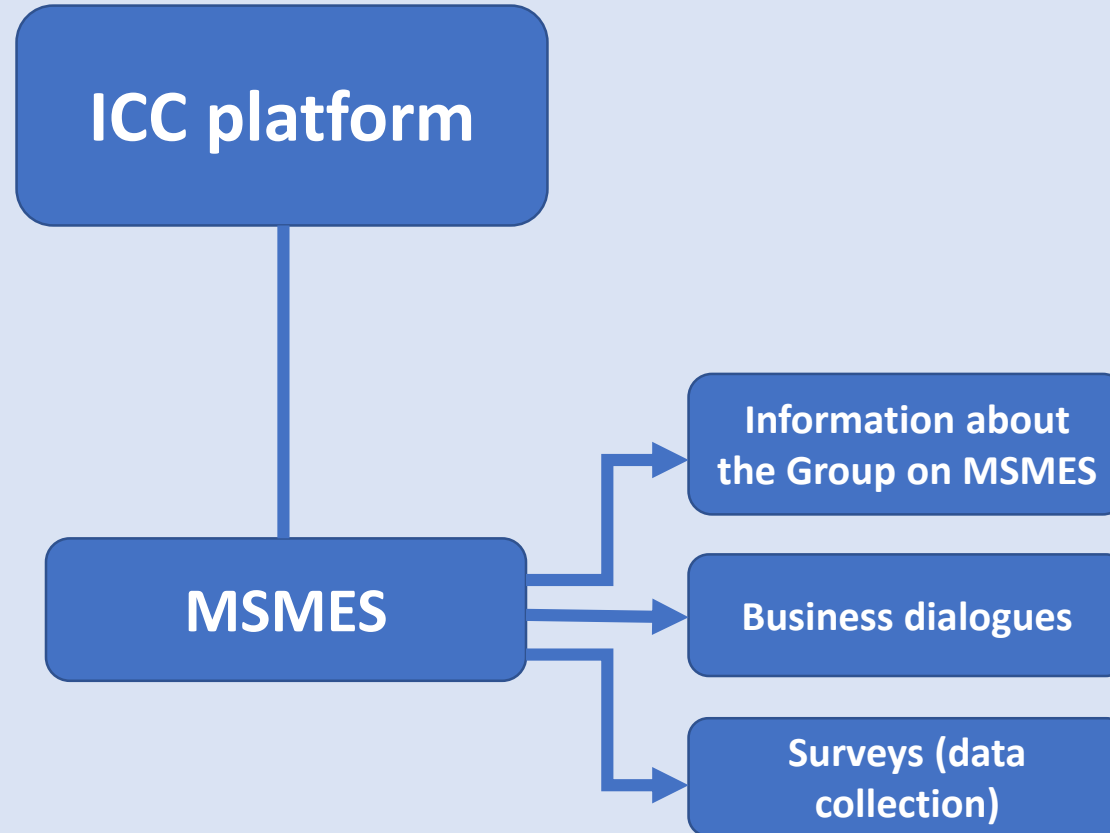 ICC platform
Information about
the Group on MSMES
MSMES
Business dialogues
Surveys (data
collection)